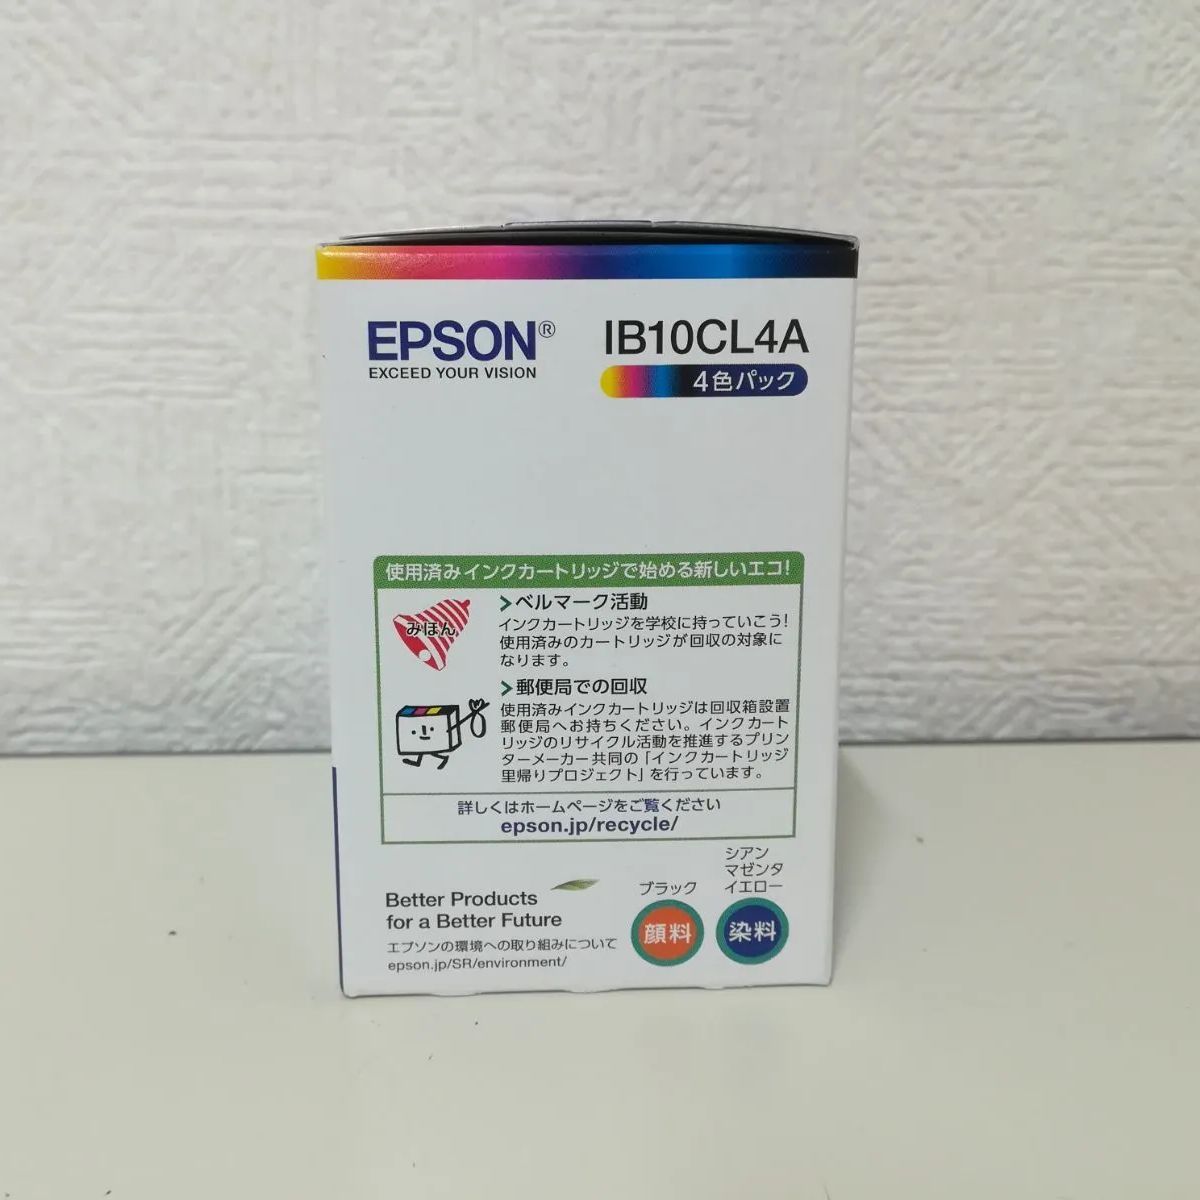 EPSON®
EXCEED YOUR VISION
IB10CL4A
4色パック
使用済みインクカートリッジで始める新しいエコ!
みほん
>ベルマーク活動
インクカートリッジを学校に持っていこう!
使用済みのカートリッジが回収の対象に
なります。
>郵便局での回収
使用済みインクカートリッジは回収箱設置
郵便局へお持ちください。インクカート
リッジのリサイクル活動を推進するプリン
ターメーカー共同の「インクカートリッジ
里帰りプロジェクト」を行っています。
詳しくはホームページをご覧ください
epson.jp/recycle/
Better Products
for a Better Future
エプソンの環境への取り組みについて
epson.jp/SR/environment/
ブラック
顔料
シアン
マゼンタ
イエロー
染料